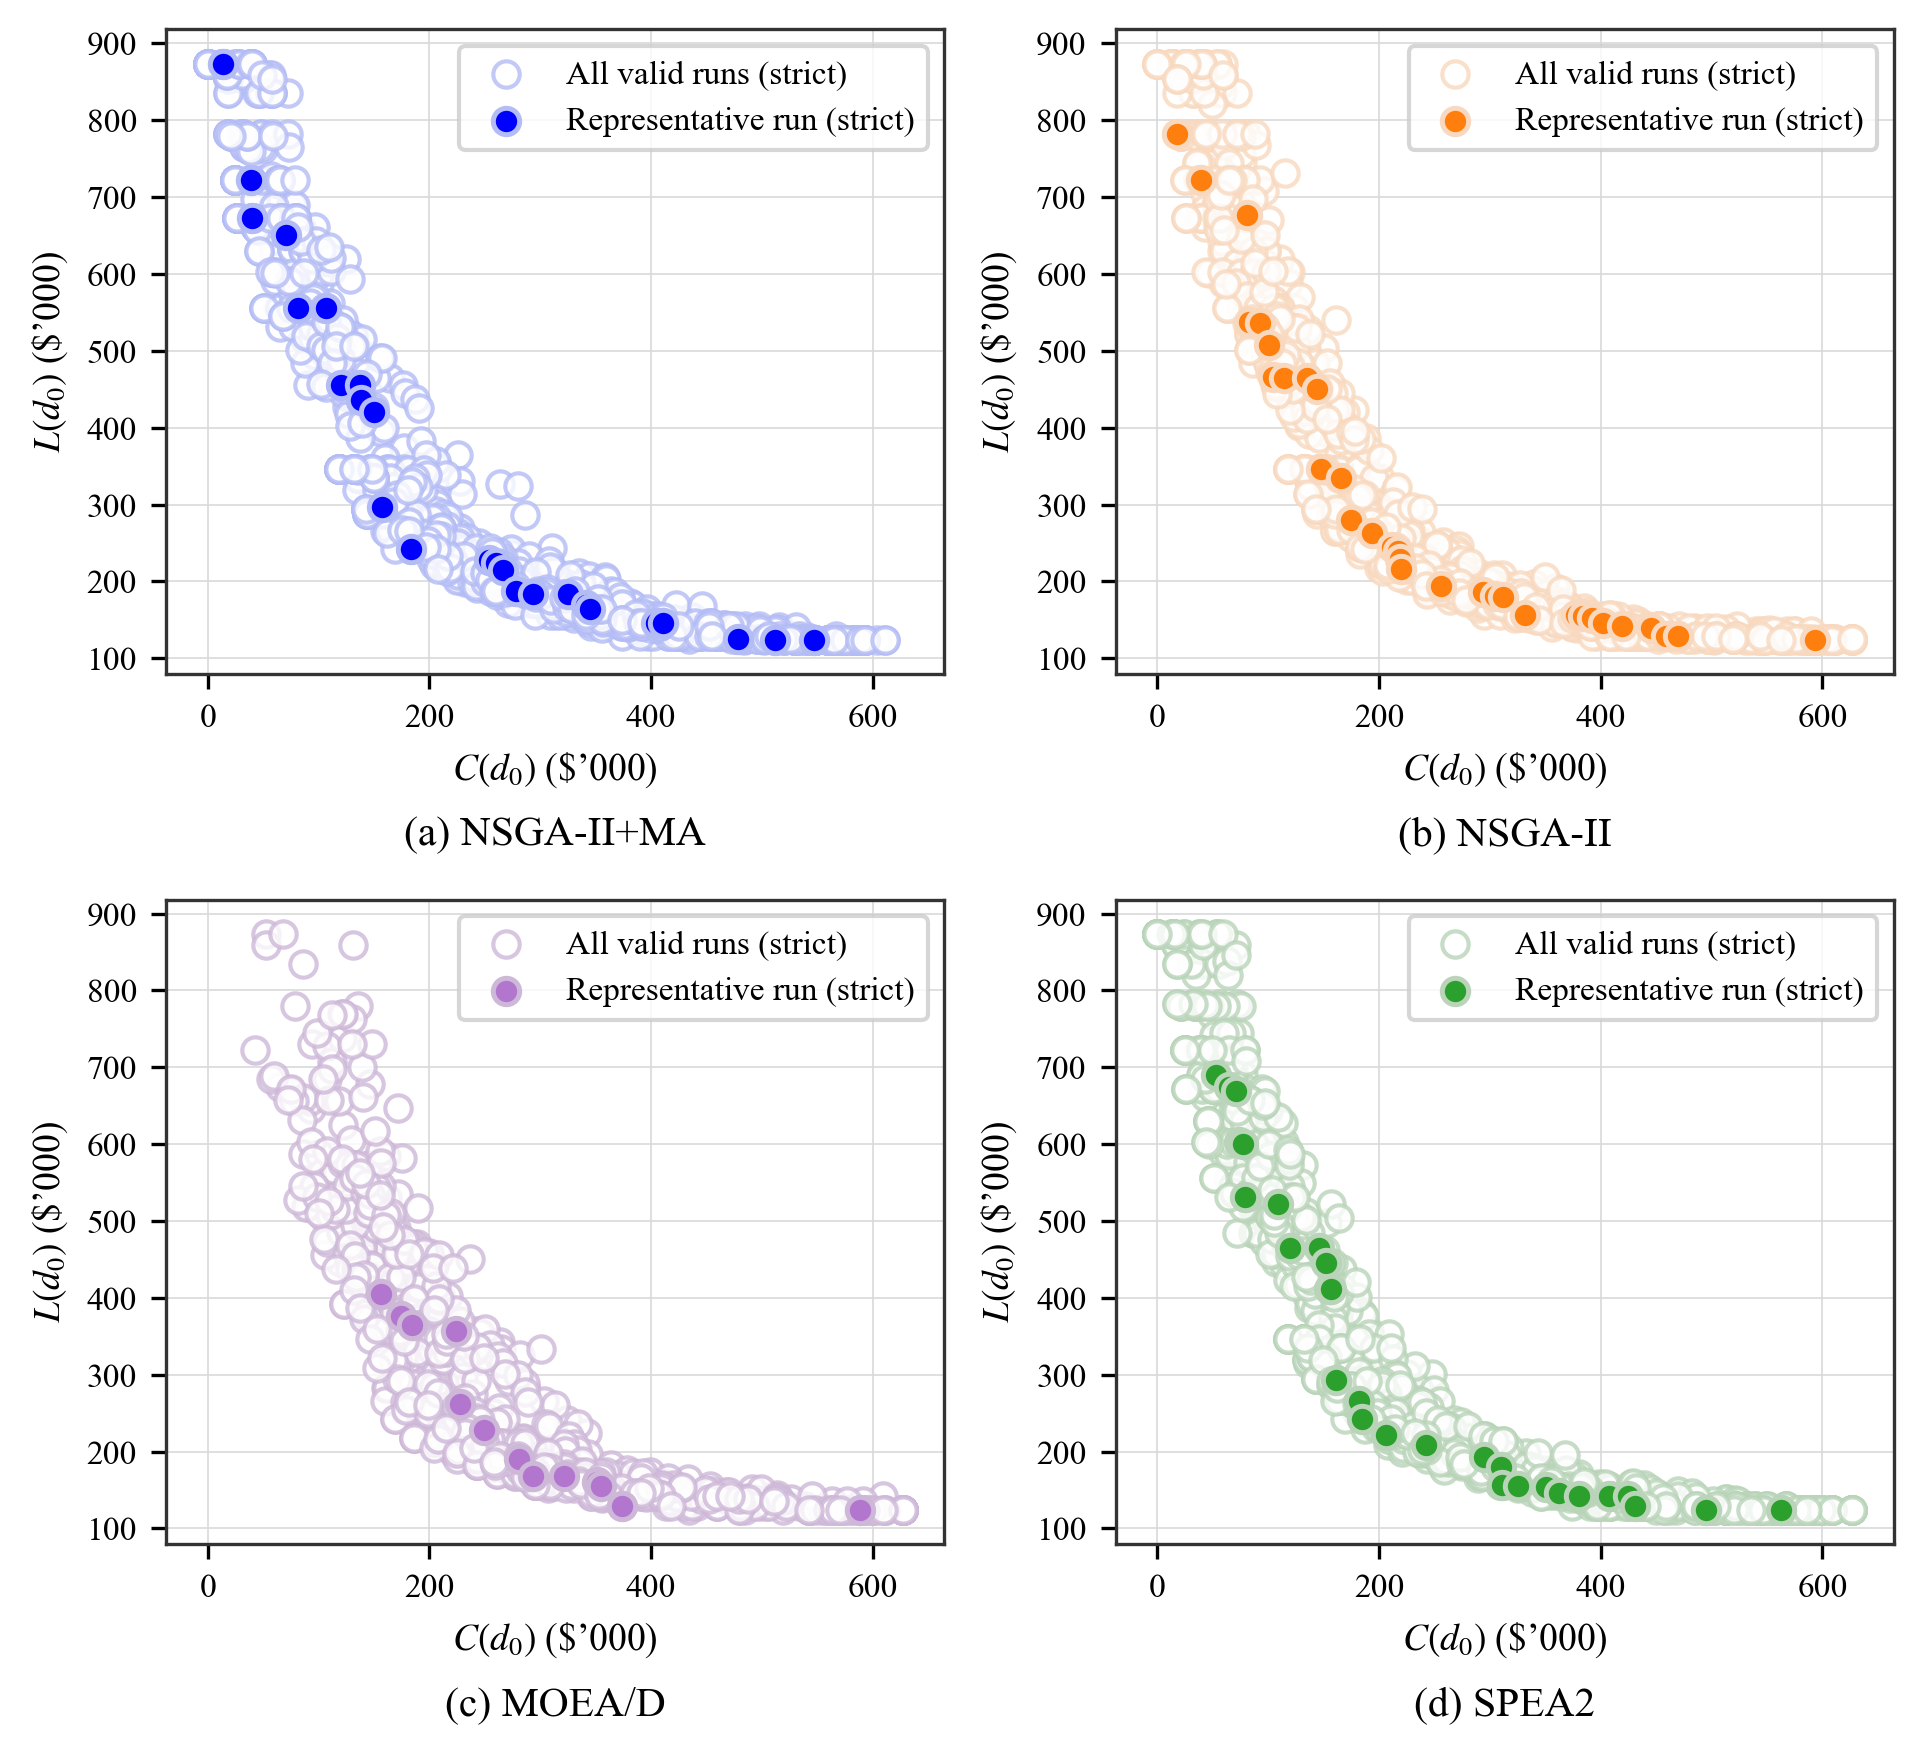 900
800
700
600
500
400
300
200
100
L(d₀) ($’000)
All valid runs (strict)
Representative run (strict)
0 200 400 600
C(d₀) ($’000)
(a) NSGA-II+MA
900
800
700
600
500
400
300
200
100
L(d₀) ($’000)
All valid runs (strict)
Representative run (strict)
0 200 400 600
C(d₀) ($’000)
(b) NSGA-II
900
800
700
600
500
400
300
200
100
L(d₀) ($’000)
All valid runs (strict)
Representative run (strict)
0 200 400 600
C(d₀) ($’000)
(c) MOEA/D
900
800
700
600
500
400
300
200
100
L(d₀) ($’000)
All valid runs (strict)
Representative run (strict)
0 200 400 600
C(d₀) ($’000)
(d) SPEA2